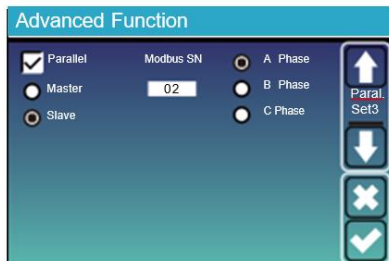 Advanced Function
Parallel
Modbus SN
A Phase
Master
02
B Phase
Slave
C Phase
Paral.
Set3